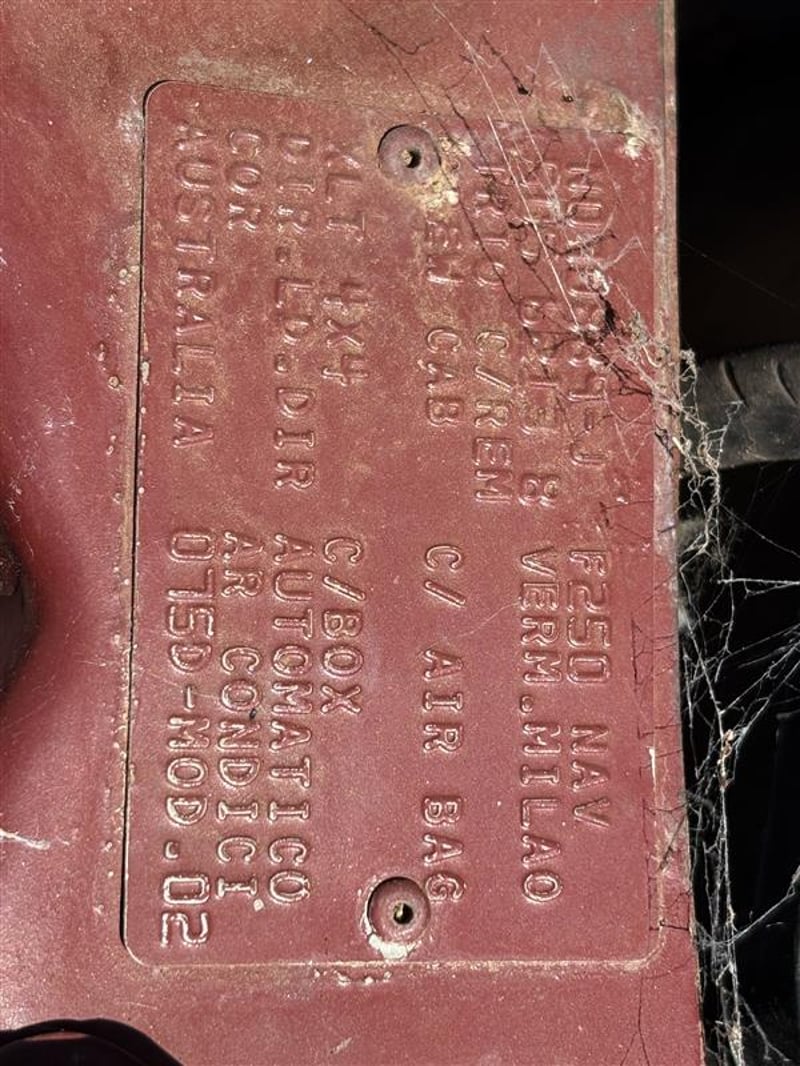 F250 NAV
VERM.MILAO
C/REM
CAB C/ AIR BAG
XLT 4X4 C/BOX
DIR.LD.DIR AUTOMATICO
COR AR CONDICI
AUSTRALIA 075D-MOD.02